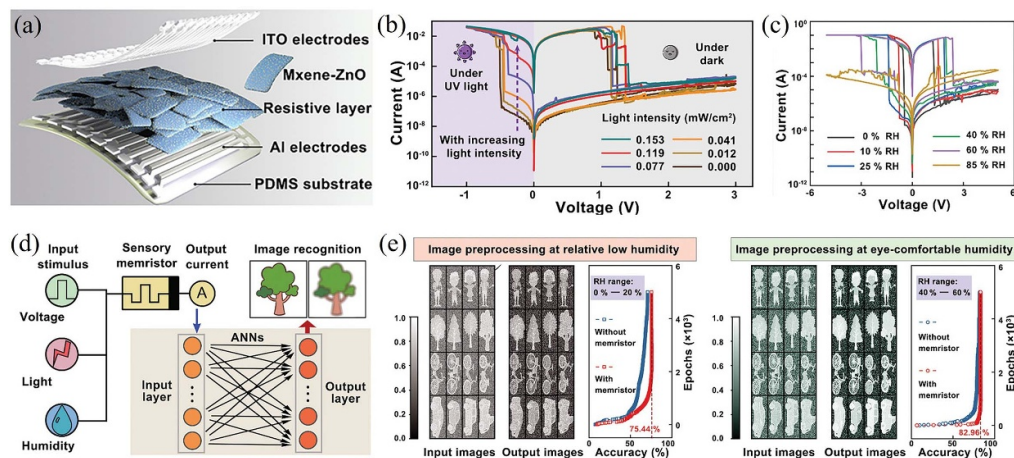 (a)
ITO electrodes
Mxene-ZnO
Resistive layer
Al electrodes
PDMS substrate
(b)
Current (A)
10⁻²
10⁻⁴
10⁻⁶
10⁻⁸
10⁻¹⁰
10⁻¹²
Under
UV light
With increasing
light intensity
Under
dark
Light intensity (mW/cm²)
0.153 0.041
0.119 0.012
0.077 0.000
-1 0 1 2 3
Voltage (V)
(c)
Current (A)
10⁰
10⁻⁴
10⁻⁸
10⁻¹²
0 % RH 40 % RH
10 % RH 60 % RH
25 % RH 85 % RH
-6 -3 0 3 6
Voltage (V)
(d)
Input
stimulus
Sensory
memristor
Output
current
Image recognition
A
Voltage
Light
Humidity
ANNs
Input
layer
Output
layer
(e)
Image preprocessing at relative low humidity
1.0
0.8
0.6
0.4
0.2
0.0
Input images
Output images
RH range:
0 % — 20 %
Without
memristor
With
memristor
75.44 %
6
4
2
0
Epochs (×10³)
0 50 100
Accuracy (%)
Image preprocessing at eye-comfortable humidity
1.0
0.8
0.6
0.4
0.2
0.0
Input images
Output images
RH range:
40 % — 60 %
Without
memristor
With
memristor
82.96 %
6
4
2
0
Epochs (×10³)
0 50 100
Accuracy (%)